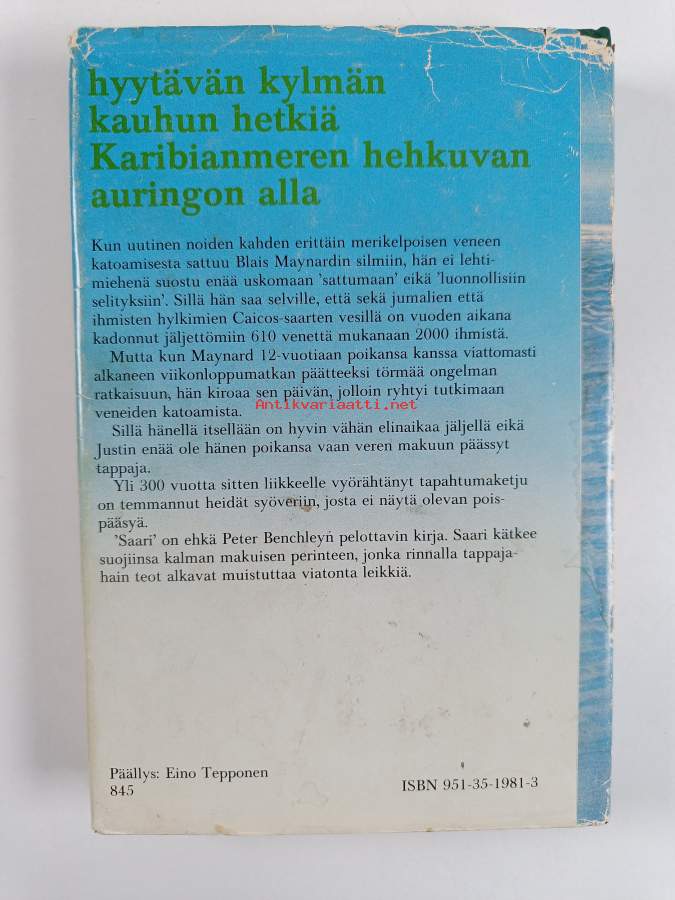 hyytävän kylmän
kauhun hetkiä
Karibianmeren hehkuvan
auringon alla
Kun uutinen noiden kahden erittäin merikelpoisen veneen
katoamisesta sattuu Blais Maynardin silmiin, hän ei lehti-
miehenä suostu enää uskomaan 'sattumaan' eikä 'luonnollisiin
selityksiin'. Sillä hän saa selville, että sekä jumalien että
ihmisten hylkimien Caicos-saarten vesillä on vuoden aikana
kadonnut jäljettömiin 610 venettä mukanaan 2000 ihmistä.
Mutta kun Maynard 12-vuotiaan poikansa kanssa viattomasti
alkaneen viikonloppumatkan päätteeksi törmää ongelman
ratkaisuun, hän kiroaa sen päivän, jolloin ryhtyi tutkimaan
veneiden katoamista.
Antikvariaatti.net
Sillä hänellä itsellään on hyvin vähän elinaikaa jäljellä eikä
Justin enää ole hänen poikansa vaan veren makuun päässyt
tappaja.
Yli 300 vuotta sitten liikkeelle vyörähtänyt tapahtumaketju
on temmannut heidät syöveriin, josta ei näytä olevan pois-
pääsyä.
'Saari' on ehkä Peter Benchleyn pelottavin kirja. Saari kätkee
suojiinsa kalman makuisen perinteen, jonka rinnalla tappaja-
hain teot alkavat muistuttaa viatonta leikkiä.
Päällys: Eino Tepponen
845
ISBN 951-35-1981-3